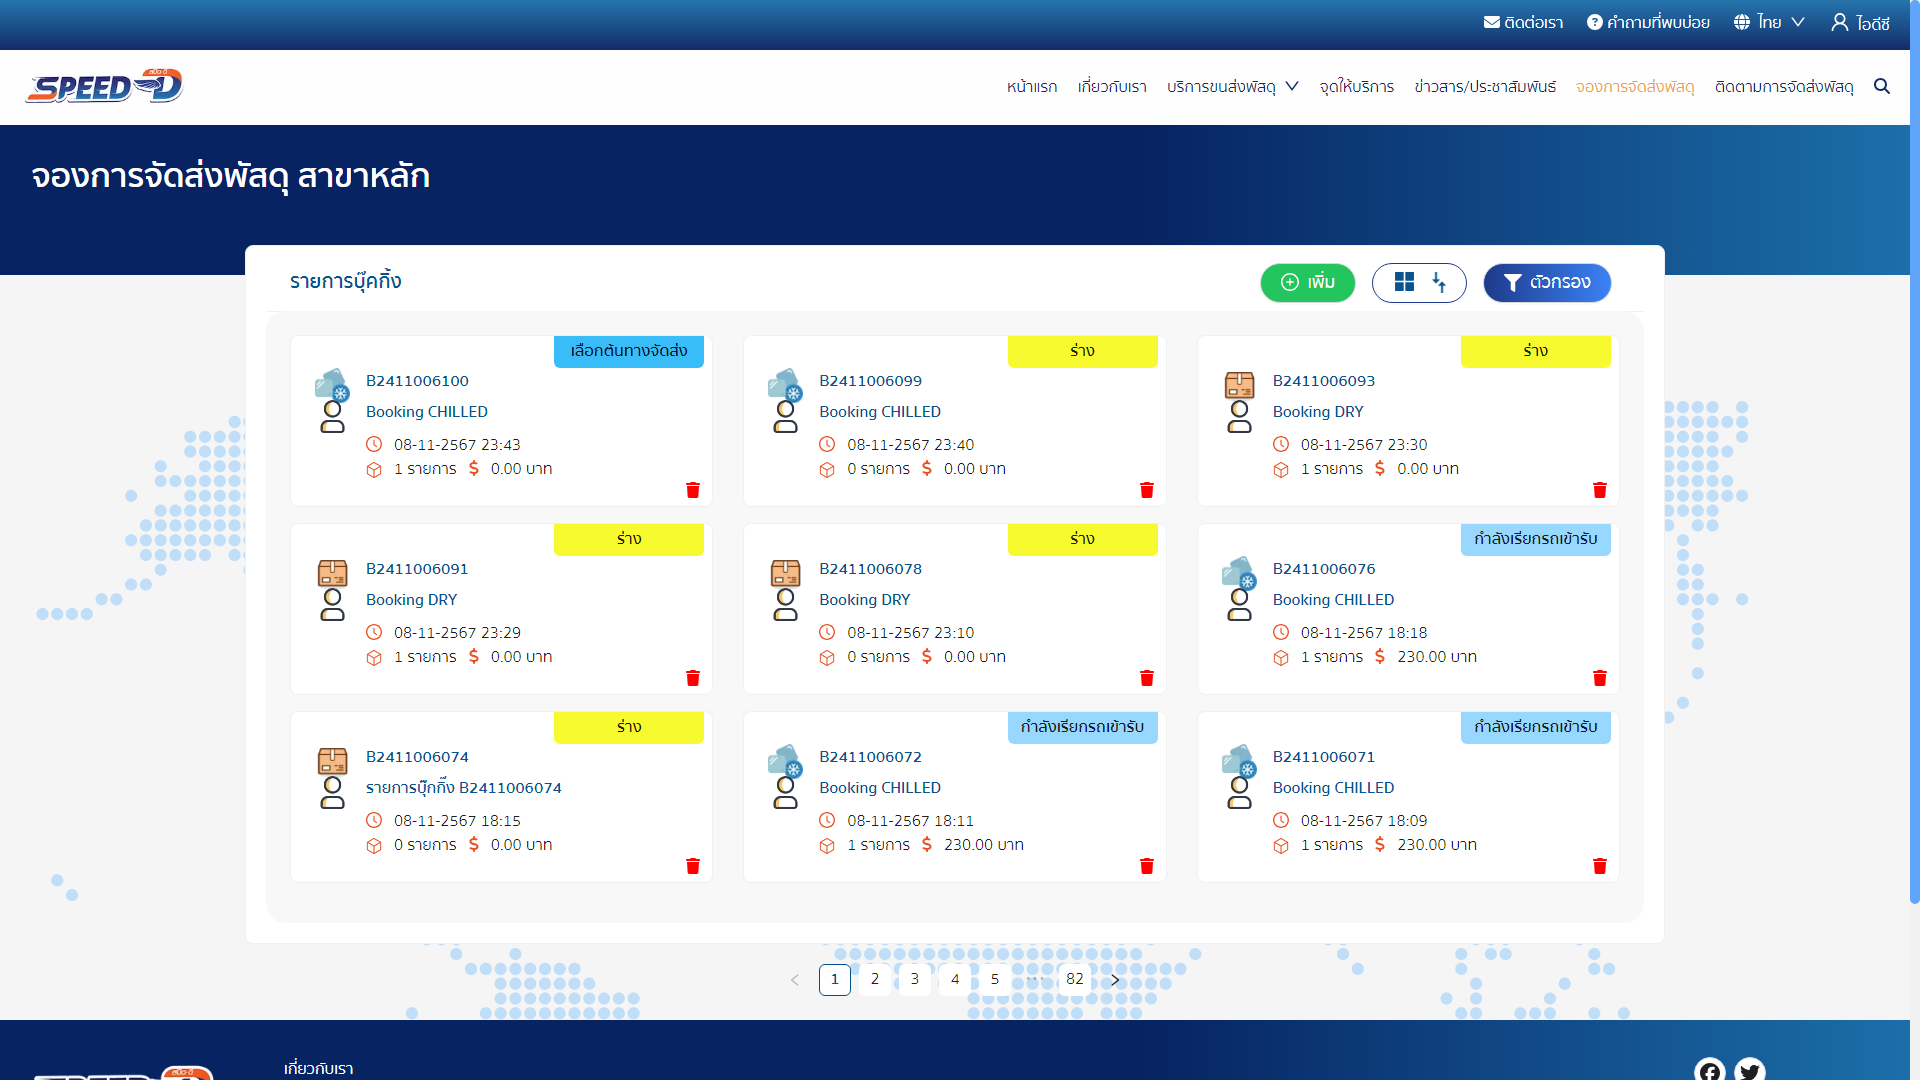 ติดต่อเรา คำถามที่พบบ่อย ไทย ไอดีซี
สปีด-ดี
SPEED-D
หน้าแรก เกี่ยวกับเรา บริการขนส่งพัสดุ จุดให้บริการ ข่าวสาร/ประชาสัมพันธ์ จองการจัดส่งพัสดุ ติดตามการจัดส่งพัสดุ
จองการจัดส่งพัสดุ สาขาหลัก
รายการบุ๊คกิ้ง
เพิ่ม
ตัวกรอง
เลือกต้นทางจัดส่ง
B2411006100
Booking CHILLED
08-11-2567 23:43
1 รายการ $ 0.00 บาท
ร่าง
B2411006099
Booking CHILLED
08-11-2567 23:40
0 รายการ $ 0.00 บาท
ร่าง
B2411006093
Booking DRY
08-11-2567 23:30
1 รายการ $ 0.00 บาท
ร่าง
B2411006091
Booking DRY
08-11-2567 23:29
1 รายการ $ 0.00 บาท
ร่าง
B2411006078
Booking DRY
08-11-2567 23:10
0 รายการ $ 0.00 บาท
กำลังเรียกรถเข้ารับ
B2411006076
Booking CHILLED
08-11-2567 18:18
1 รายการ $ 230.00 บาท
ร่าง
B2411006074
รายการบุ๊กกิ๊ง B2411006074
08-11-2567 18:15
0 รายการ $ 0.00 บาท
กำลังเรียกรถเข้ารับ
B2411006072
Booking CHILLED
08-11-2567 18:11
1 รายการ $ 230.00 บาท
กำลังเรียกรถเข้ารับ
B2411006071
Booking CHILLED
08-11-2567 18:09
1 รายการ $ 230.00 บาท
< 1 2 3 4 5 ••• 82 >
เกี่ยวกับเรา
สปีด-ดี